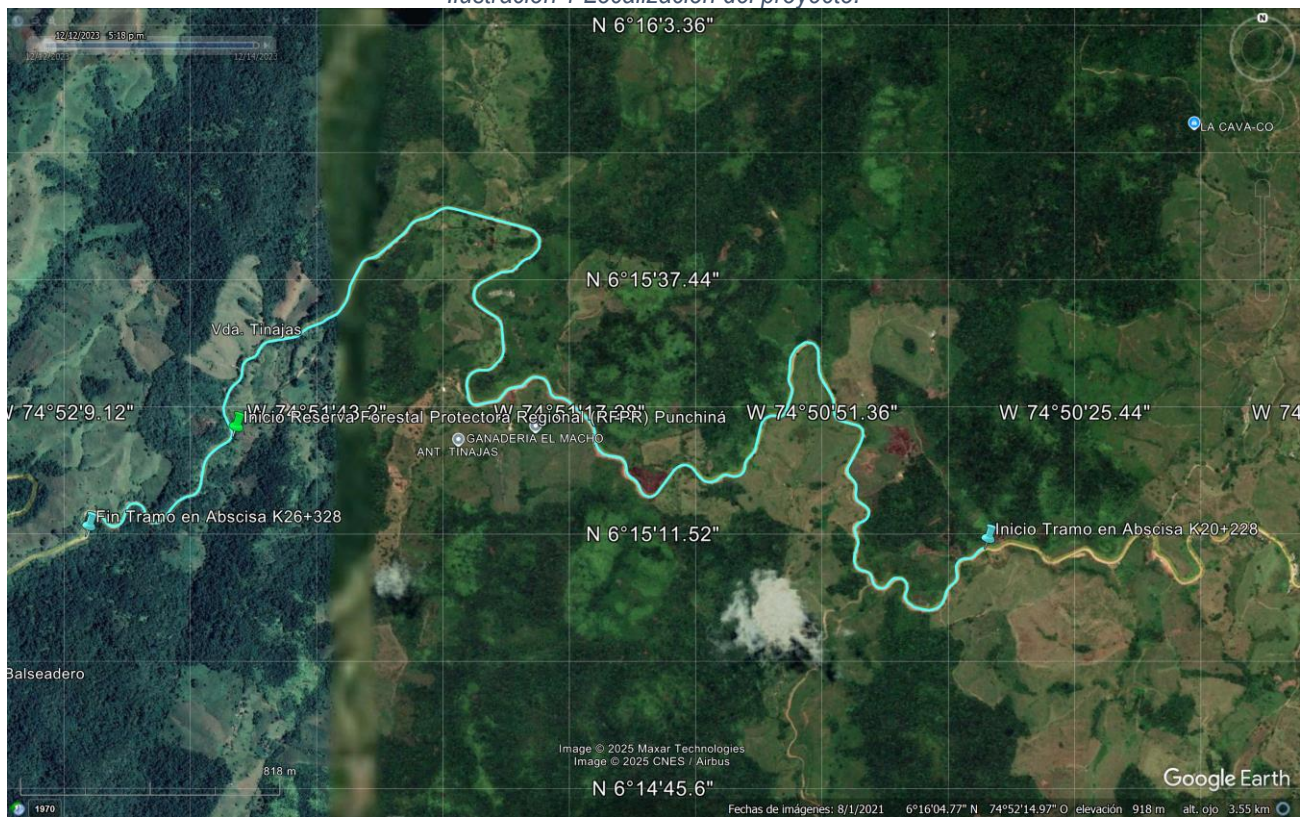 Ilustración 1 Localización del proyecto.
N 6°16'3.36"
12/12/2023 5:18 p.m.
12/14/2023
LA CAVA-CO
N 6°15'37.44"
Vda. Tinajas
W 74°52'9.12"
W 74°51'43.2"
W 74°51'17.28"
W 74°50'51.36"
W 74°50'25.44"
W 74°
Inicio Reserva Forestal Protectora Regional (RFPR) Punchiná
GANADERIA EL MACHO
ANT. TINAJAS
Fin Tramo en Abscisa K26+328
N 6°15'11.52"
Inicio Tramo en Abscisa K20+228
Balseadero
Image © 2025 Maxar Technologies
Image © 2025 CNES / Airbus
818 m
N 6°14'45.6"
Google Earth
1970
Fechas de imágenes: 8/1/2021 6°16'04.77" N 74°52'14.97" O elevación 918 m alt. ojo 3.55 km